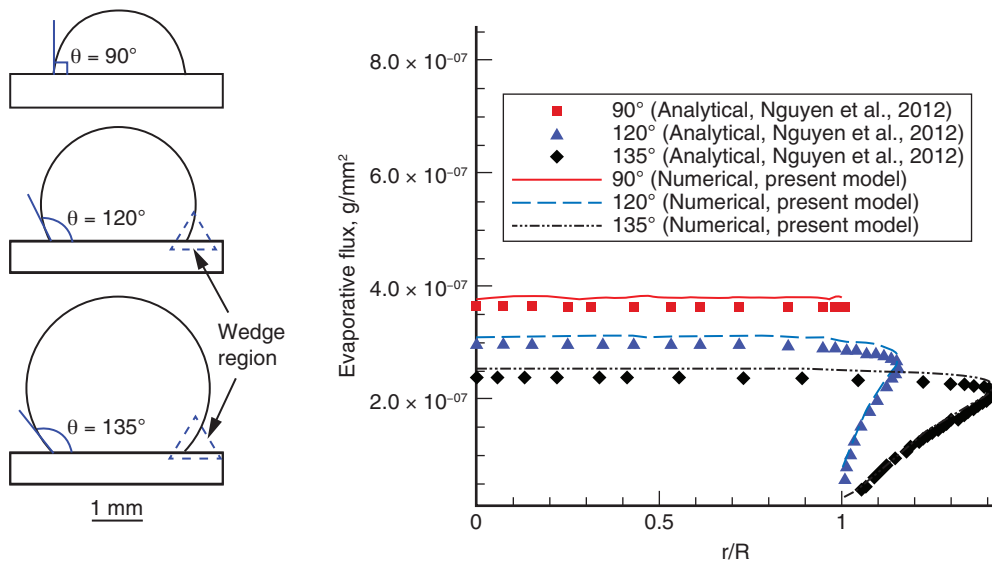 θ = 90°
θ = 120°
Wedge
region
θ = 135°
1 mm
Evaporative flux, g/mm²
8.0 × 10⁻⁰⁷
6.0 × 10⁻⁰⁷
4.0 × 10⁻⁰⁷
2.0 × 10⁻⁰⁷
90° (Analytical, Nguyen et al., 2012)
120° (Analytical, Nguyen et al., 2012)
135° (Analytical, Nguyen et al., 2012)
90° (Numerical, present model)
120° (Numerical, present model)
135° (Numerical, present model)
0 0.5 1
r/R